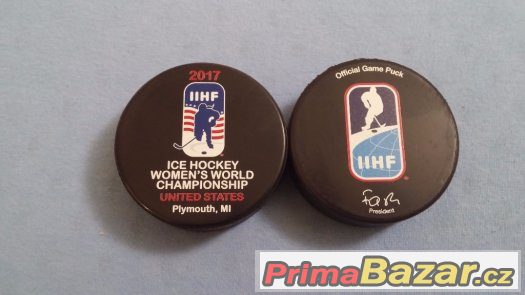 2017
IIHF
ICE HOCKEY
WOMEN'S WORLD
CHAMPIONSHIP
UNITED STATES
Plymouth, MI
Official Game Puck
IIHF
President
PrimaBazar.cz